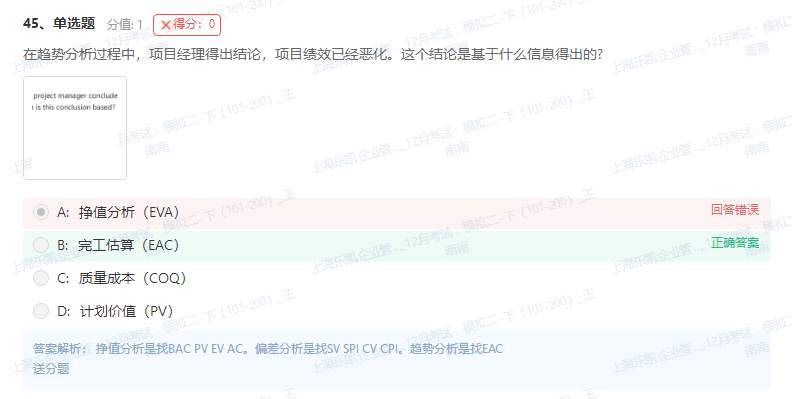 45、单选题 分值: 1 ✕得分：0
在趋势分析过程中，项目经理得出结论，项目绩效已经恶化。这个结论是基于什么信息得出的?
project manager conclude
is this conclusion based?
A: 挣值分析（EVA） 回答错误
B: 完工估算（EAC） 正确答案
C: 质量成本（COQ）
D: 计划价值（PV）
答案解析： 挣值分析是找BAC PV EV AC。偏差分析是找SV SPI CV CPI。趋势分析是找EAC
送分题
上海乐凯企业管..._12月考试：模拟二-下（101-200）_王
南南